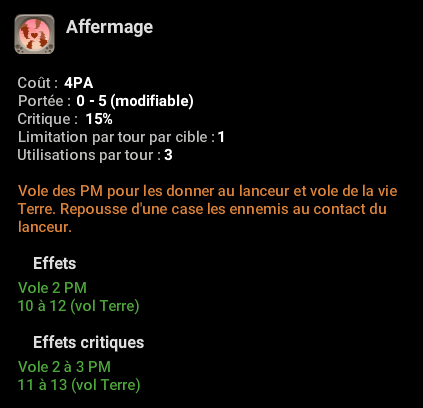 Affermage
Coût : 4PA
Portée : 0 - 5 (modifiable)
Critique : 15%
Limitation par tour par cible : 1
Utilisations par tour : 3
Vole des PM pour les donner au lanceur et vole de la vie
Terre. Repousse d'une case les ennemis au contact du
lanceur.
Effets
Vole 2 PM
10 à 12 (vol Terre)
Effets critiques
Vole 2 à 3 PM
11 à 13 (vol Terre)